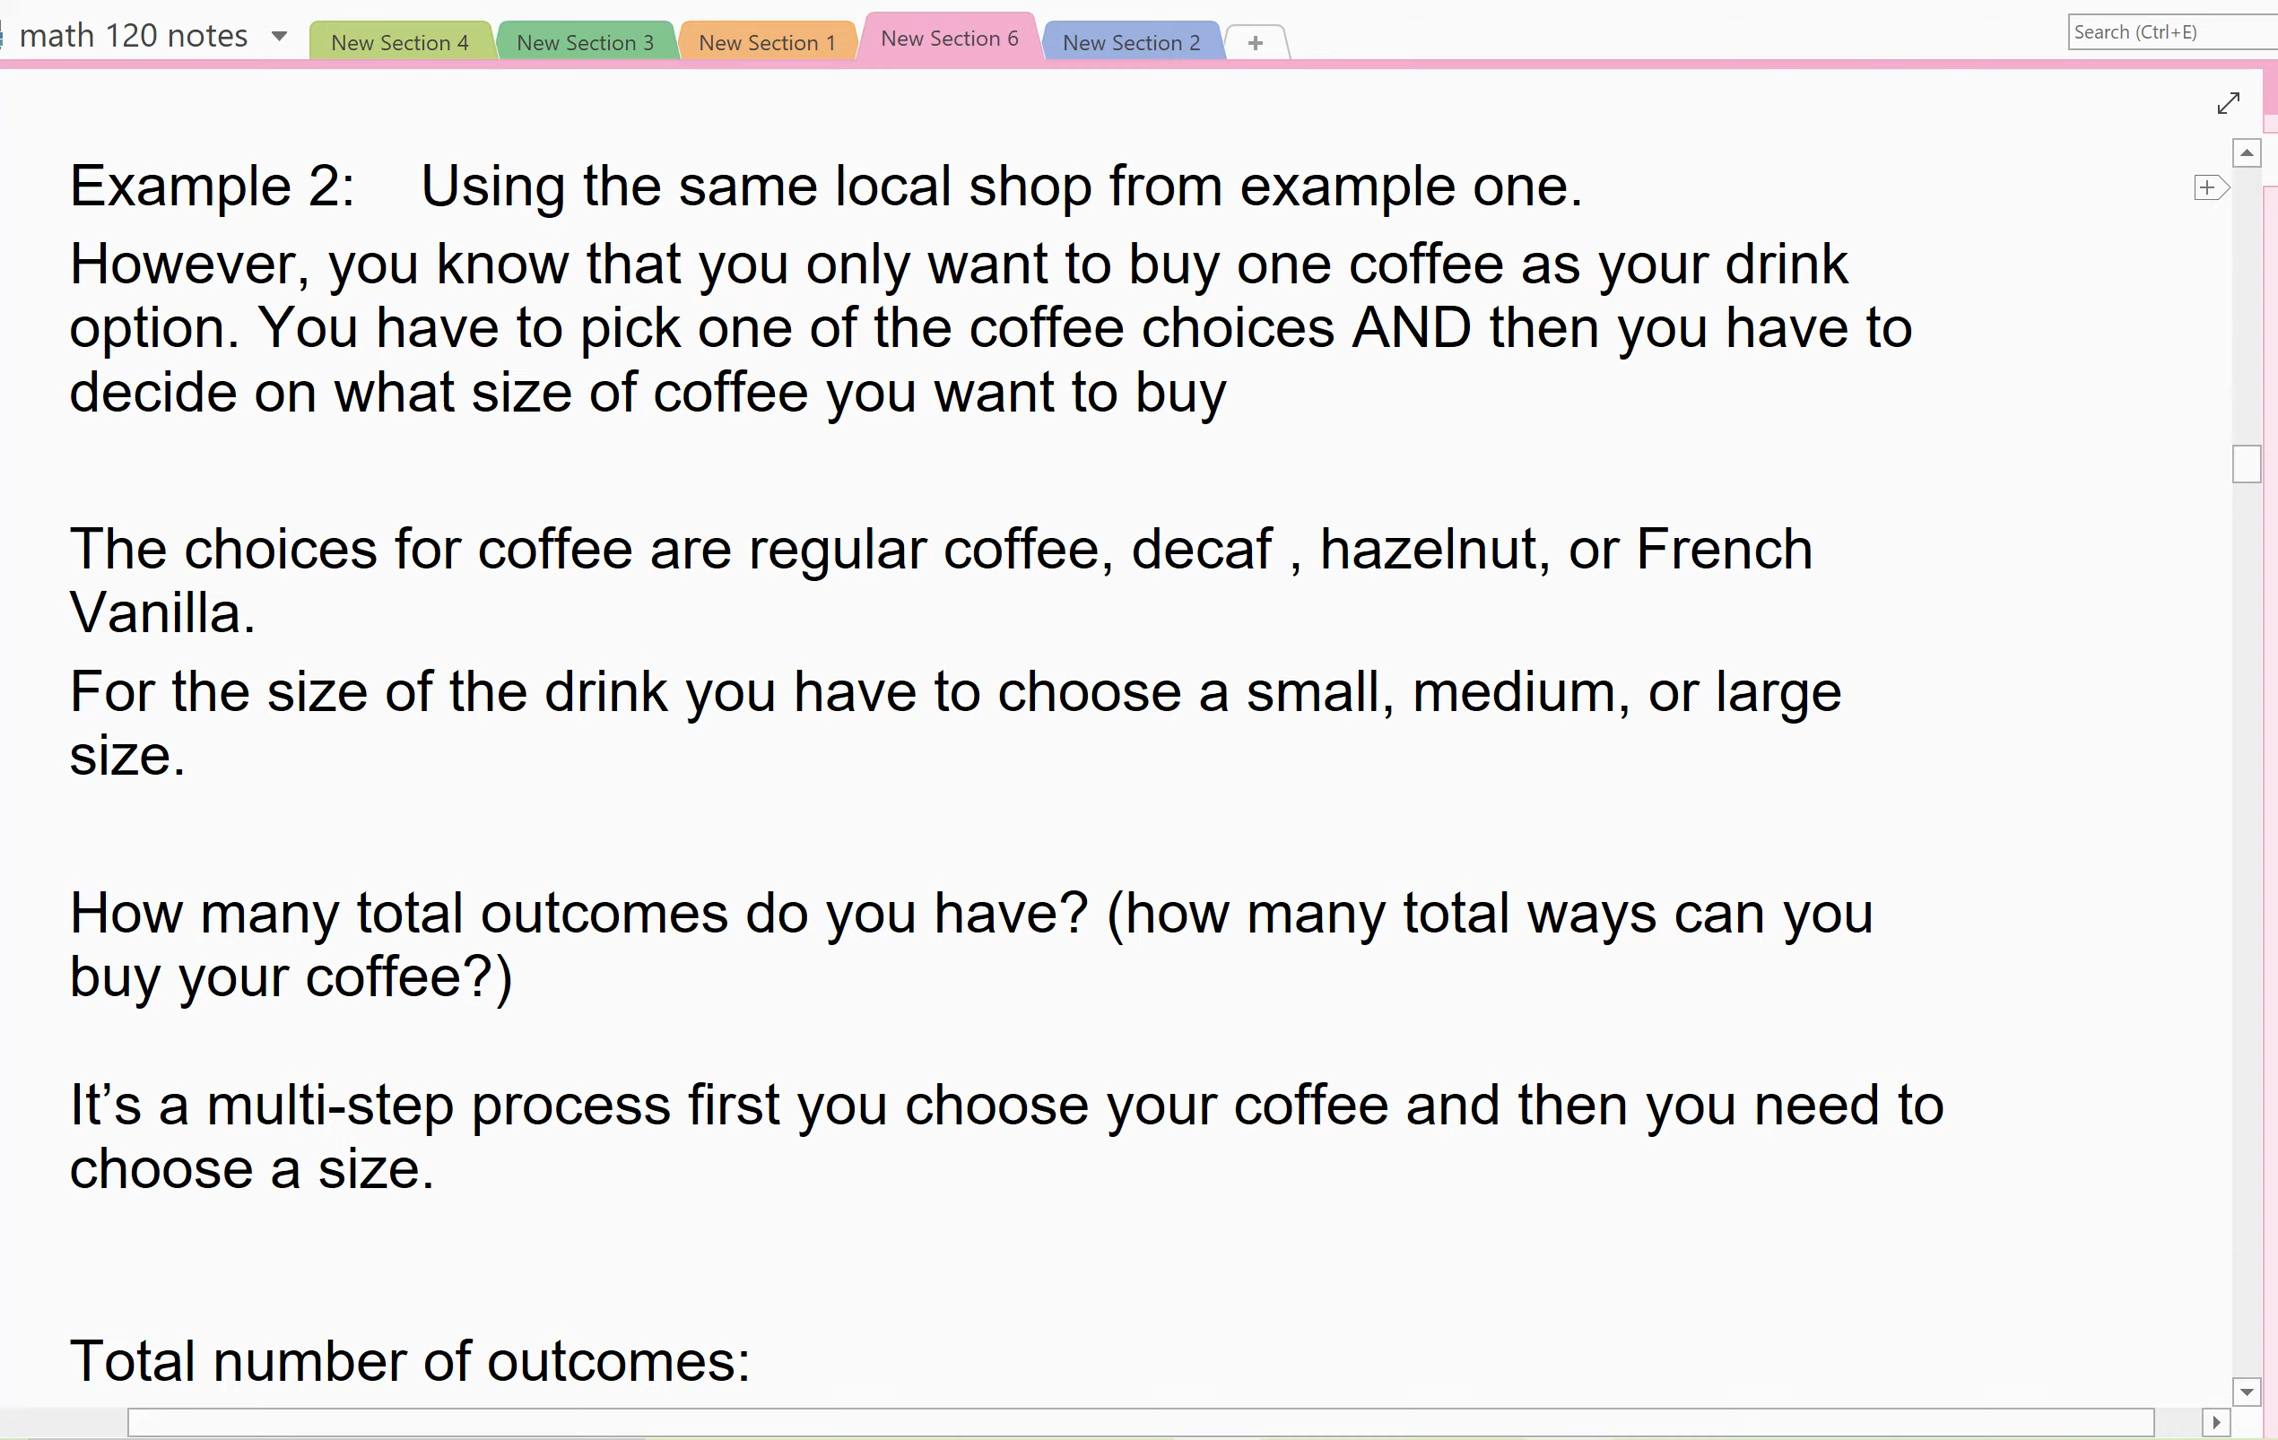 math 120 notes New Section 4 New Section 3 New Section 1 New Section 6 New Section 2 + Search (Ctrl+E)
Example 2: Using the same local shop from example one.
However, you know that you only want to buy one coffee as your drink
option. You have to pick one of the coffee choices AND then you have to
decide on what size of coffee you want to buy
The choices for coffee are regular coffee, decaf , hazelnut, or French
Vanilla.
For the size of the drink you have to choose a small, medium, or large
size.
How many total outcomes do you have? (how many total ways can you
buy your coffee?)
It’s a multi-step process first you choose your coffee and then you need to
choose a size.
Total number of outcomes: